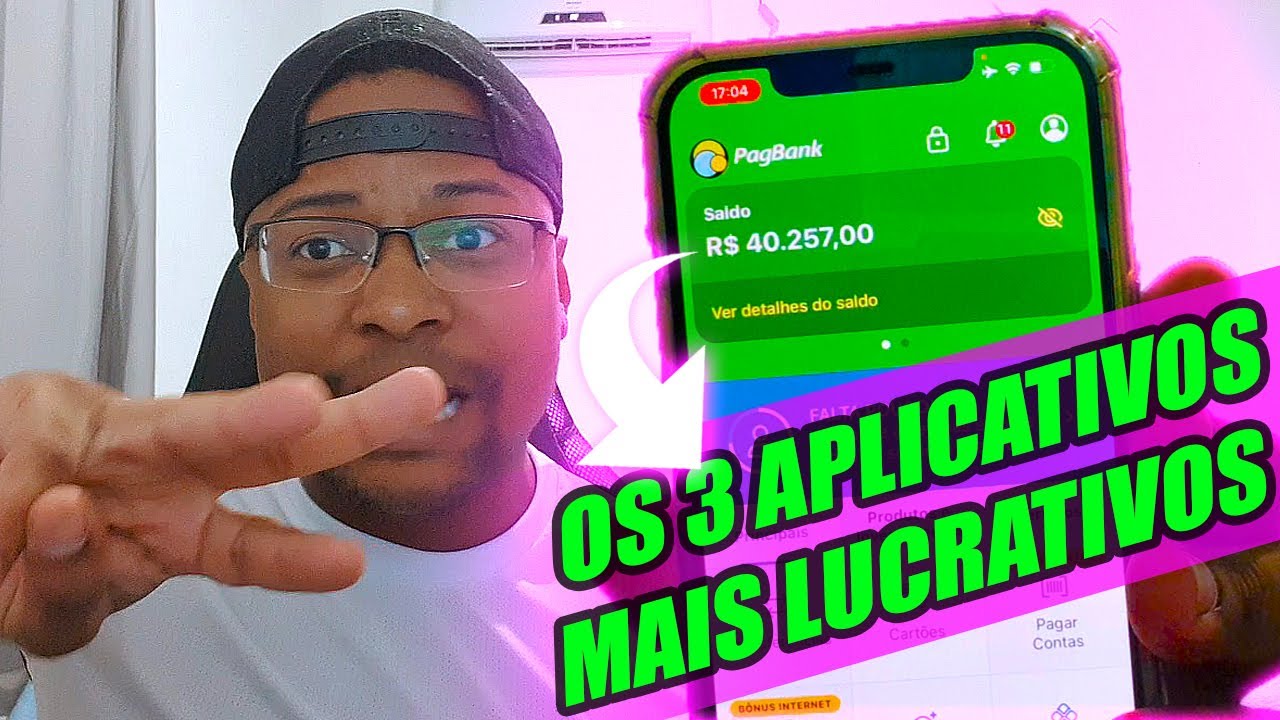 17:04
11
PagBank
Saldo
R$ 40.257,00
Ver detalhes do saldo
OS 3 APLICATIVOS
MAIS LUCRATIVOS
Cartões
Pagar
Contas
BÔNUS INTERNET